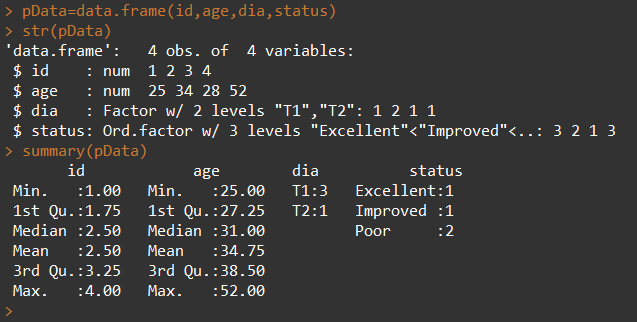 > pData=data.frame(id,age,dia,status)
> str(pData)
'data.frame':   4 obs. of  4 variables:
 $ id    : num  1 2 3 4
 $ age   : num  25 34 28 52
 $ dia   : Factor w/ 2 levels "T1","T2": 1 2 1 1
 $ status: Ord.factor w/ 3 levels "Excellent"<"Improved"<..: 3 2 1 3
> summary(pData)
       id            age        dia          status 
 Min.   :1.00   Min.   :25.00   T1:3   Excellent:1  
 1st Qu.:1.75   1st Qu.:27.25   T2:1   Improved :1  
 Median :2.50   Median :31.00          Poor     :2  
 Mean   :2.50   Mean   :34.75                       
 3rd Qu.:3.25   3rd Qu.:38.50                       
 Max.   :4.00   Max.   :52.00                       
>